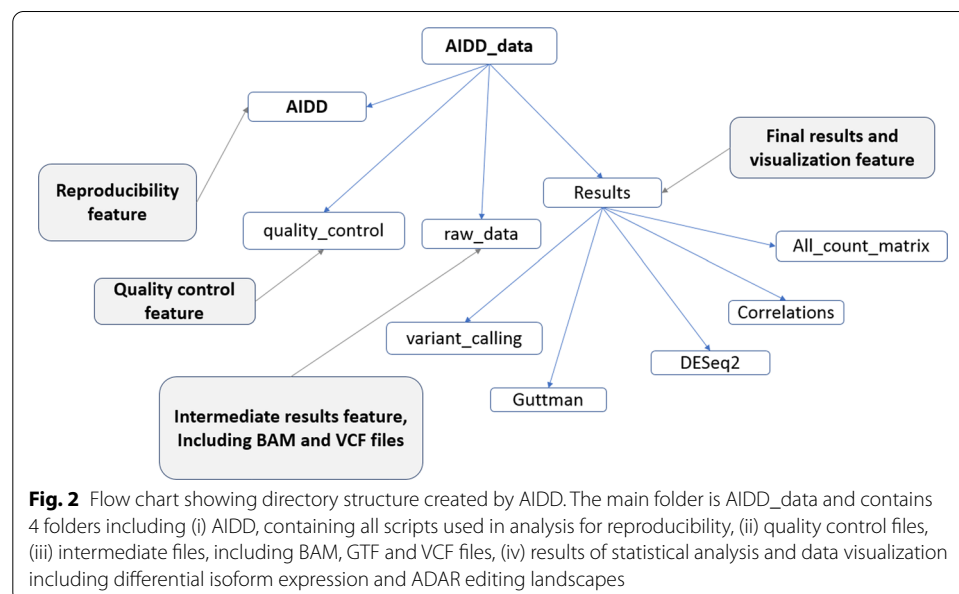 AIDD_data
AIDD
Final results and
visualization feature
Reproducibility
feature
Results
quality_control
raw_data
All_count_matrix
Quality control
feature
Correlations
variant_calling
DESeq2
Guttman
Intermediate results feature,
Including BAM and VCF files
Fig. 2 Flow chart showing directory structure created by AIDD. The main folder is AIDD_data and contains
4 folders including (i) AIDD, containing all scripts used in analysis for reproducibility, (ii) quality control files,
(iii) intermediate files, including BAM, GTF and VCF files, (iv) results of statistical analysis and data visualization
including differential isoform expression and ADAR editing landscapes